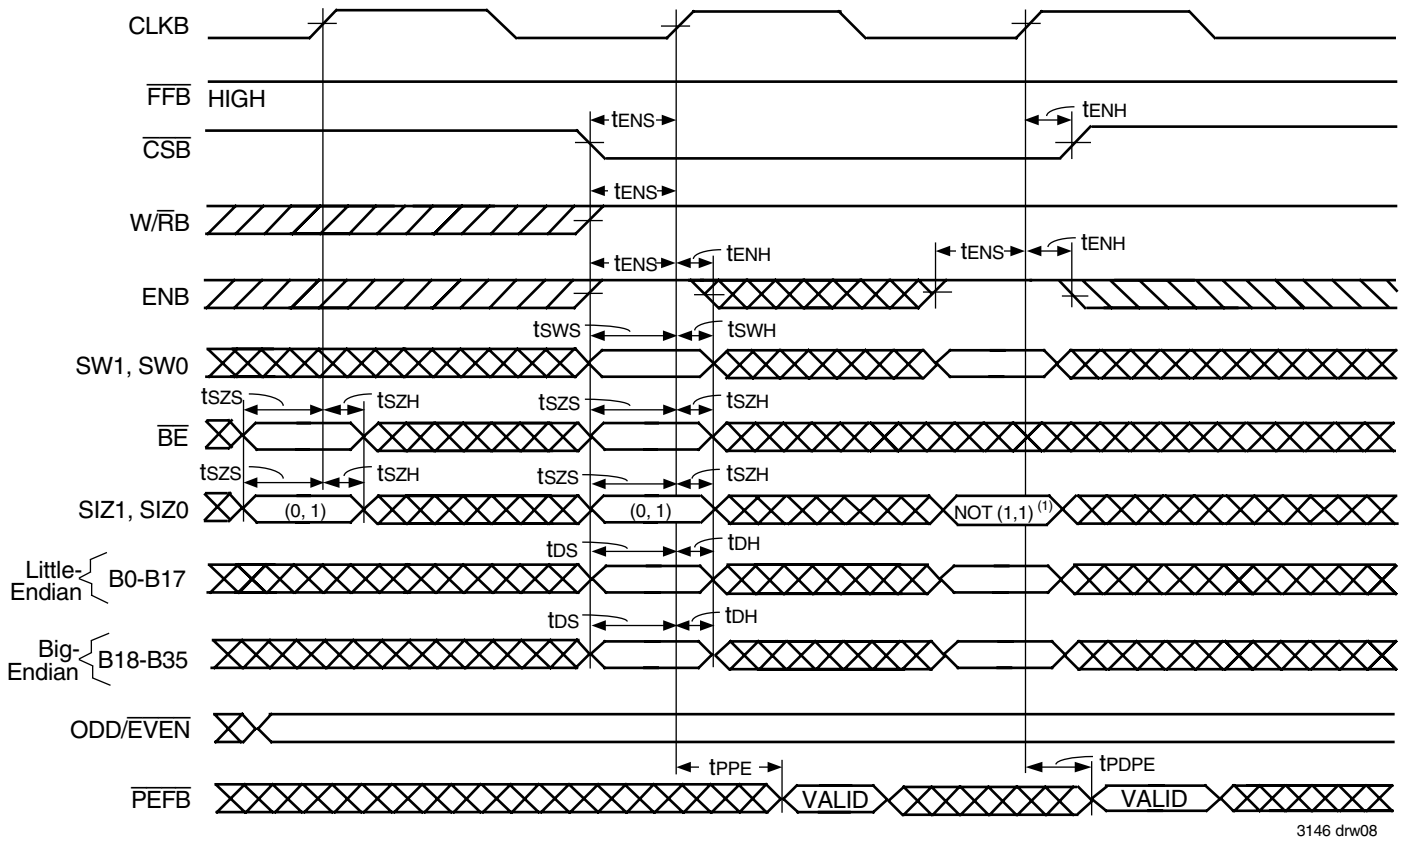 CLKB
FFB HIGH
tENS tENH
CSB
tENS
W/RB
tENS tENH tENS tENH
ENB
tSWS tSWH
SW1, SW0
tSZS tSZH tSZS tSZH
BE
tSZS tSZH tSZS tSZH
SIZ1, SIZ0 (0, 1) (0, 1) NOT (1,1) (1)
tDS tDH
Little-Endian B0-B17
tDS tDH
Big-Endian B18-B35
ODD/EVEN
tPPE tPDPE
PEFB VALID VALID
3146 drw08